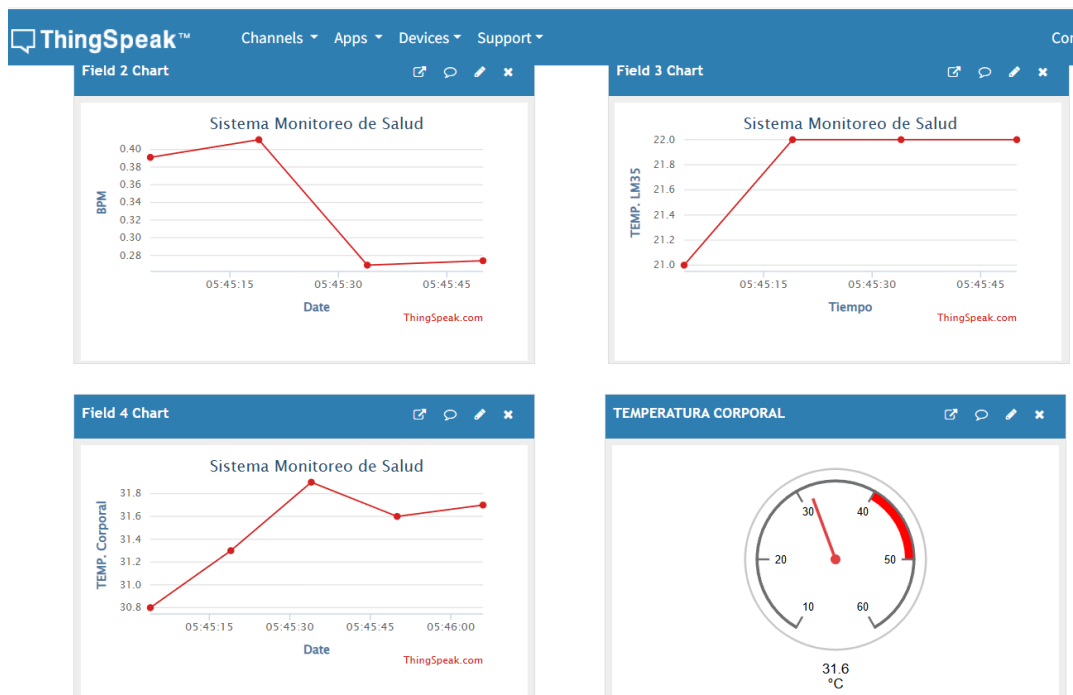 ThingSpeak™ Channels Apps Devices Support
Field 2 Chart
Sistema Monitoreo de Salud
BPM
0.40
0.38
0.36
0.34
0.32
0.30
0.28
05:45:15 05:45:30 05:45:45
Date
ThingSpeak.com
Field 3 Chart
Sistema Monitoreo de Salud
TEMP. LM35
22.0
21.8
21.6
21.4
21.2
21.0
05:45:15 05:45:30 05:45:45
Tiempo
ThingSpeak.com
Field 4 Chart
Sistema Monitoreo de Salud
TEMP. Corporal
31.8
31.6
31.4
31.2
31.0
30.8
05:45:15 05:45:30 05:45:45 05:46:00
Date
ThingSpeak.com
TEMPERATURA CORPORAL
30 40
20 50
10 60
31.6
°C